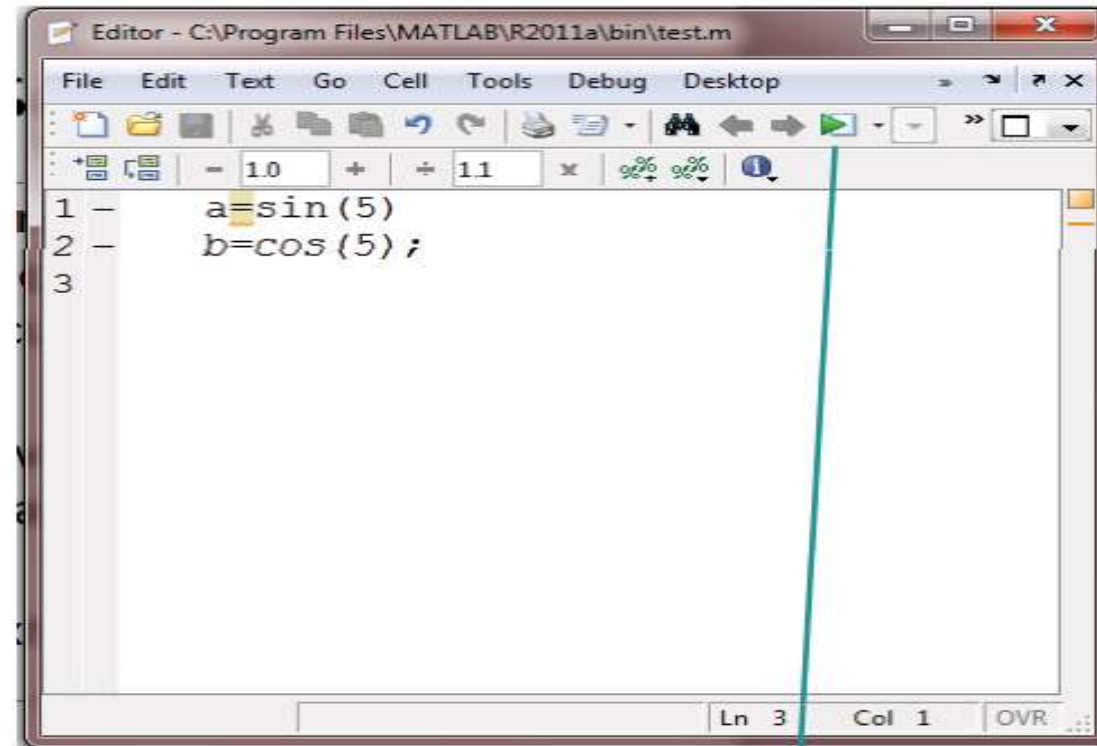 Editor - C:\Program Files\MATLAB\R2011a\bin\test.m
File Edit Text Go Cell Tools Debug Desktop
- 1.0 + ÷ 1.1 ×
1 - a=sin(5)
2 - b=cos(5);
3
Ln 3 Col 1 OVR